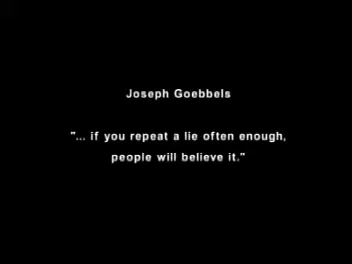 Joseph Goebbels
"... if you repeat a lie often enough,
people will believe it."